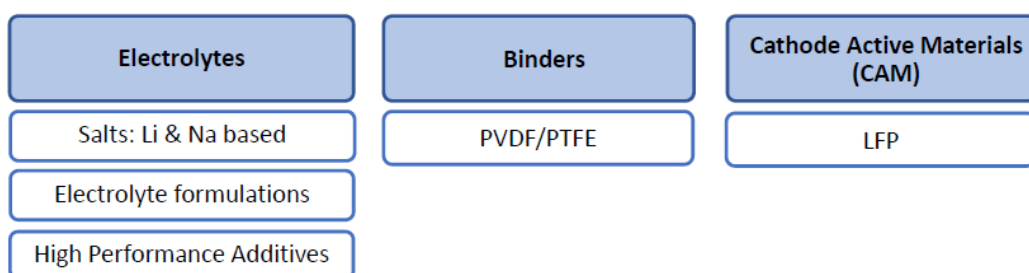 Electrolytes
Salts: Li & Na based
Electrolyte formulations
High Performance Additives
Binders
PVDF/PTFE
Cathode Active Materials
(CAM)
LFP